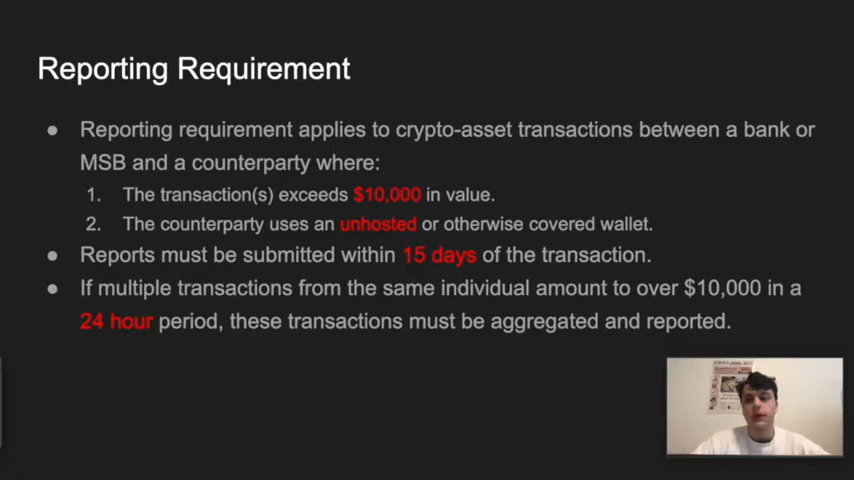 Reporting Requirement
● Reporting requirement applies to crypto-asset transactions between a bank or
MSB and a counterparty where:
1. The transaction(s) exceeds $10,000 in value.
2. The counterparty uses an unhosted or otherwise covered wallet.
● Reports must be submitted within 15 days of the transaction.
● If multiple transactions from the same individual amount to over $10,000 in a
24 hour period, these transactions must be aggregated and reported.